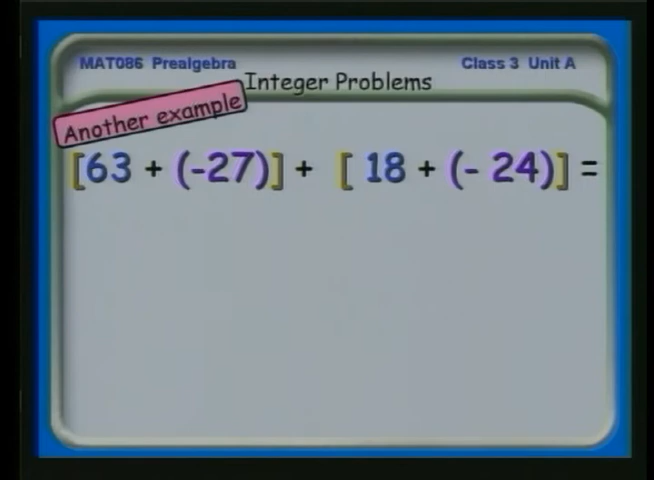 MAT086 Prealgebra Class 3 Unit A
Integer Problems
Another example
[63 + (-27)] + [ 18 + (- 24)] =